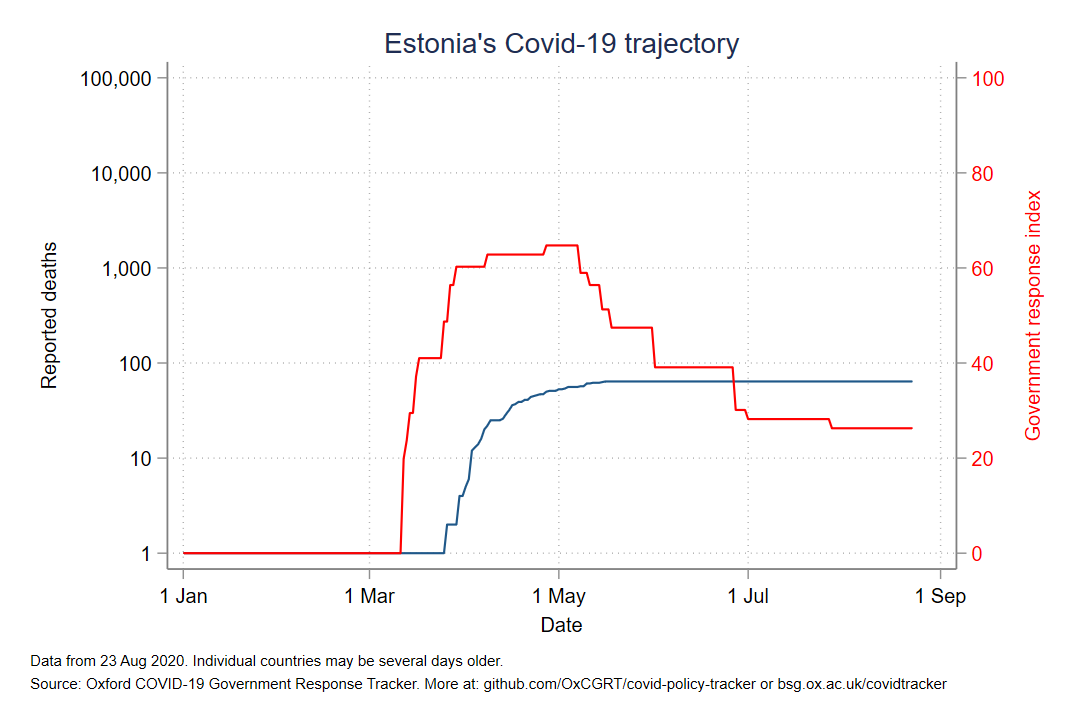 Estonia's Covid-19 trajectory
100,000
10,000
1,000
100
10
1
Reported deaths
100
80
60
40
20
0
Government response index
1 Jan
1 Mar
1 May
1 Jul
1 Sep
Date
Data from 23 Aug 2020. Individual countries may be several days older.
Source: Oxford COVID-19 Government Response Tracker. More at: github.com/OxCGRT/covid-policy-tracker or bsg.ox.ac.uk/covidtracker